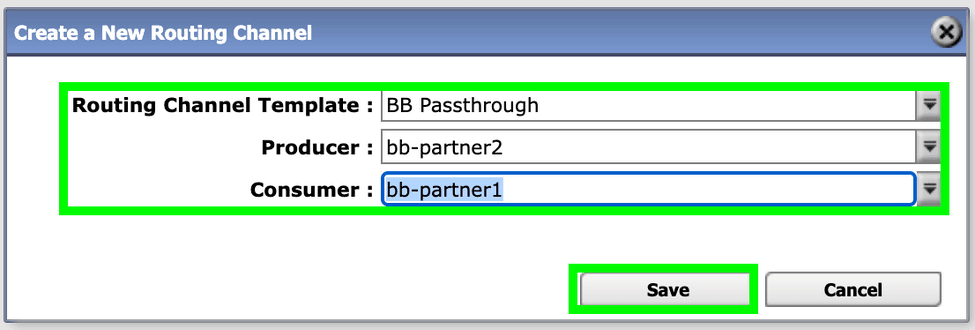 Create a New Routing Channel
Routing Channel Template : BB Passthrough
Producer : bb-partner2
Consumer : bb-partner1
Save Cancel